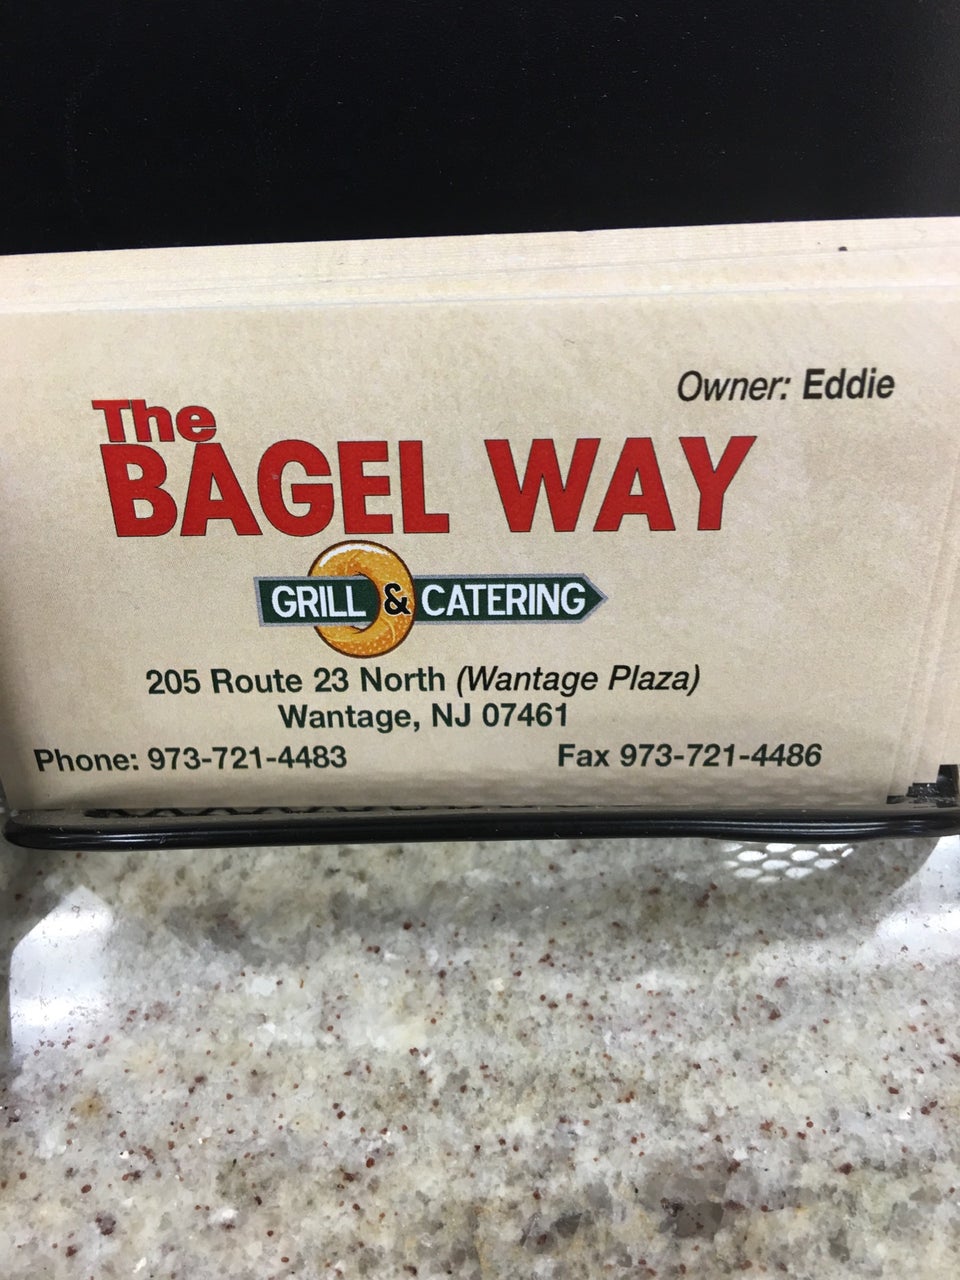 Owner: Eddie
The
BAGEL WAY
GRILL & CATERING
205 Route 23 North (Wantage Plaza)
Wantage, NJ 07461
Phone: 973-721-4483 Fax 973-721-4486